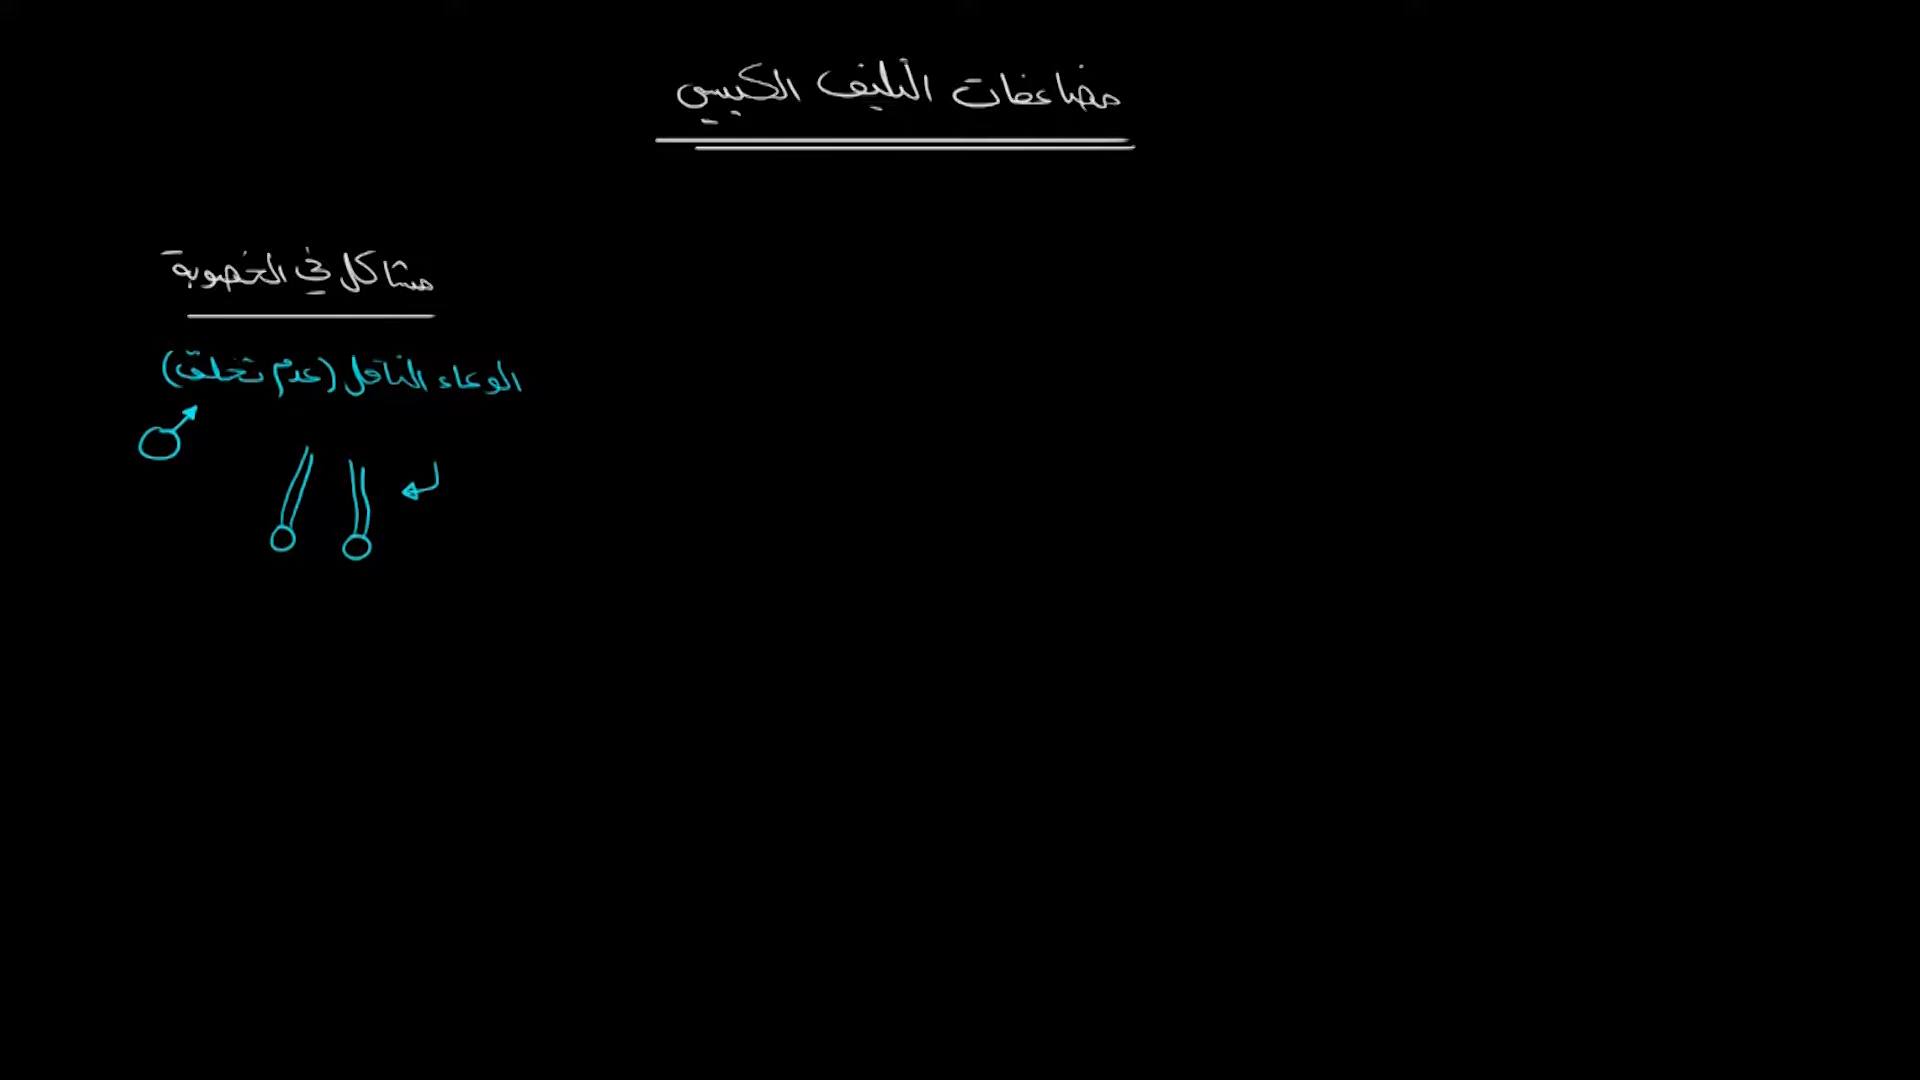 مضاعفات التليف الكيسي
مشاكل في الخصوبة
الوعاء الناقل (عدم تخلق)